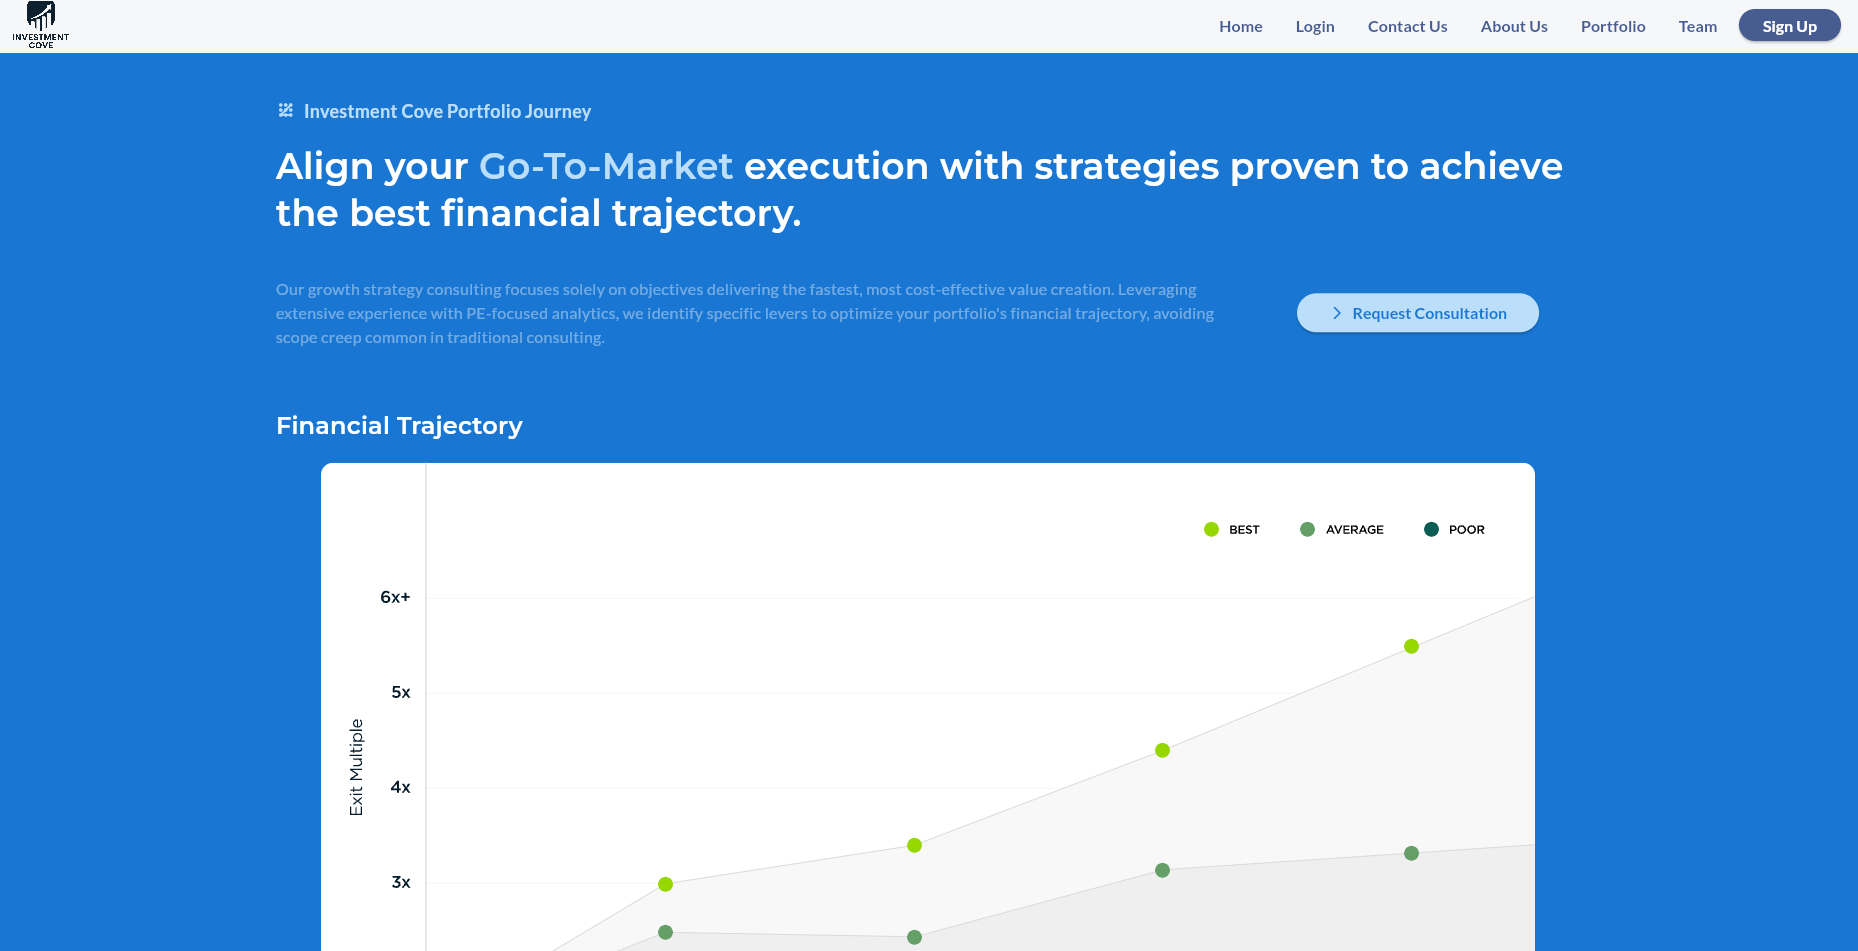 INVESTMENT
COVE
Home Login Contact Us About Us Portfolio Team Sign Up
Investment Cove Portfolio Journey
Align your Go-To-Market execution with strategies proven to achieve
the best financial trajectory.
Our growth strategy consulting focuses solely on objectives delivering the fastest, most cost-effective value creation. Leveraging
extensive experience with PE-focused analytics, we identify specific levers to optimize your portfolio's financial trajectory, avoiding
scope creep common in traditional consulting.
Request Consultation
Financial Trajectory
BEST AVERAGE POOR
6x+
5x
Exit Multiple
4x
3x